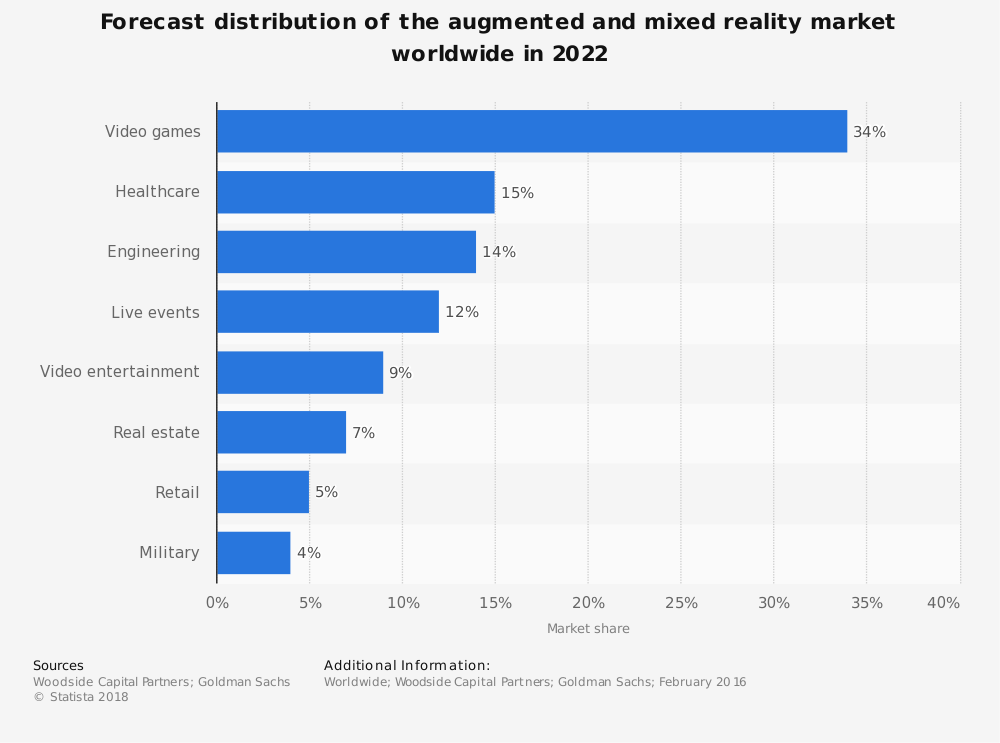 Forecast distribution of the augmented and mixed reality market
worldwide in 2022
Video games
34%
Healthcare
15%
Engineering
14%
Live events
12%
Video entertainment
9%
Real estate
7%
Retail
5%
Military
4%
0%
5%
10%
15%
20%
25%
30%
35%
40%
Market share
Sources
Woodside Capital Partners; Goldman Sachs
© Statista 2018
Additional Information:
Worldwide; Woodside Capital Partners; Goldman Sachs; February 2016